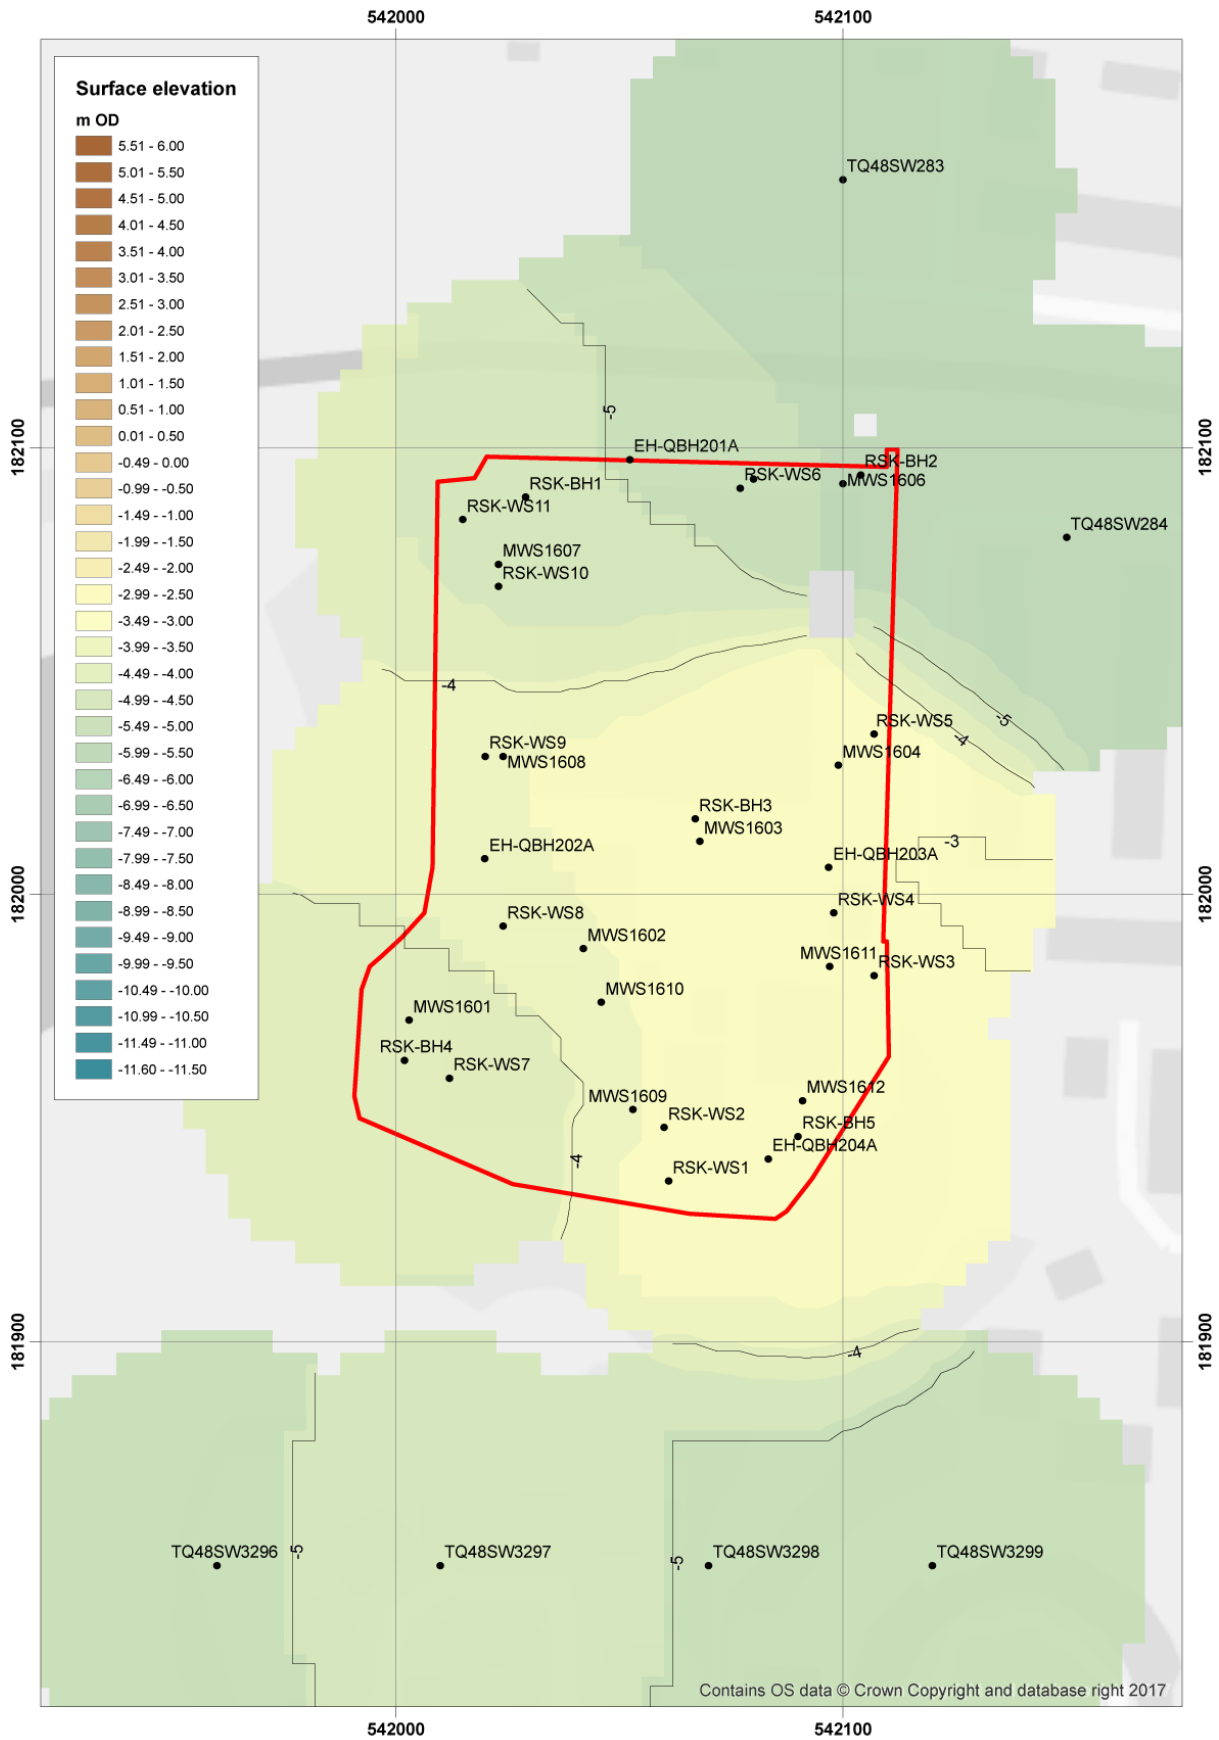 542000 542100
Surface elevation
m OD
5.51 - 6.00
5.01 - 5.50
4.51 - 5.00
4.01 - 4.50
3.51 - 4.00
3.01 - 3.50
2.51 - 3.00
2.01 - 2.50
1.51 - 2.00
1.01 - 1.50
0.51 - 1.00
0.01 - 0.50
-0.49 - 0.00
-0.99 - -0.50
-1.49 - -1.00
-1.99 - -1.50
-2.49 - -2.00
-2.99 - -2.50
-3.49 - -3.00
-3.99 - -3.50
-4.49 - -4.00
-4.99 - -4.50
-5.49 - -5.00
-5.99 - -5.50
-6.49 - -6.00
-6.99 - -6.50
-7.49 - -7.00
-7.99 - -7.50
-8.49 - -8.00
-8.99 - -8.50
-9.49 - -9.00
-9.99 - -9.50
-10.49 - -10.00
-10.99 - -10.50
-11.49 - -11.00
-11.60 - -11.50
TQ48SW283
-5
182100
182100
EH-QBH201A
RSK-BH2
RSK-WS6
MWS1606
RSK-BH1
RSK-WS11
TQ48SW284
MWS1607
RSK-WS10
-4
-5
-4
RSK-WS5
RSK-WS9
MWS1608
MWS1604
RSK-BH3
MWS1603
-3
EH-QBH202A
EH-QBH203A
182000
182000
RSK-WS4
RSK-WS8
MWS1602
MWS1611
RSK-WS3
MWS1610
MWS1601
RSK-BH4
RSK-WS7
MWS1609
MWS1612
RSK-WS2
RSK-BH5
EH-QBH204A
-4
RSK-WS1
181900
181900
-4
TQ48SW3296
-5
TQ48SW3297
-5
TQ48SW3298
TQ48SW3299
Contains OS data © Crown Copyright and database right 2017
542000 542100